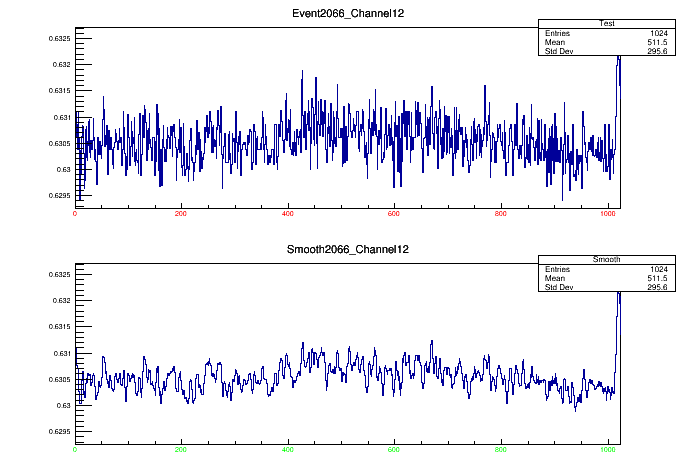 Event2066_Channel12
Test
Entries 1024
Mean 511.5
Std Dev 295.6
0.6325
0.632
0.6315
0.631
0.6305
0.63
0.6295
0 200 400 600 800 1000
Smooth2066_Channel12
Smooth
Entries 1024
Mean 511.5
Std Dev 295.6
0.6325
0.632
0.6315
0.631
0.6305
0.63
0.6295
0 200 400 600 800 1000